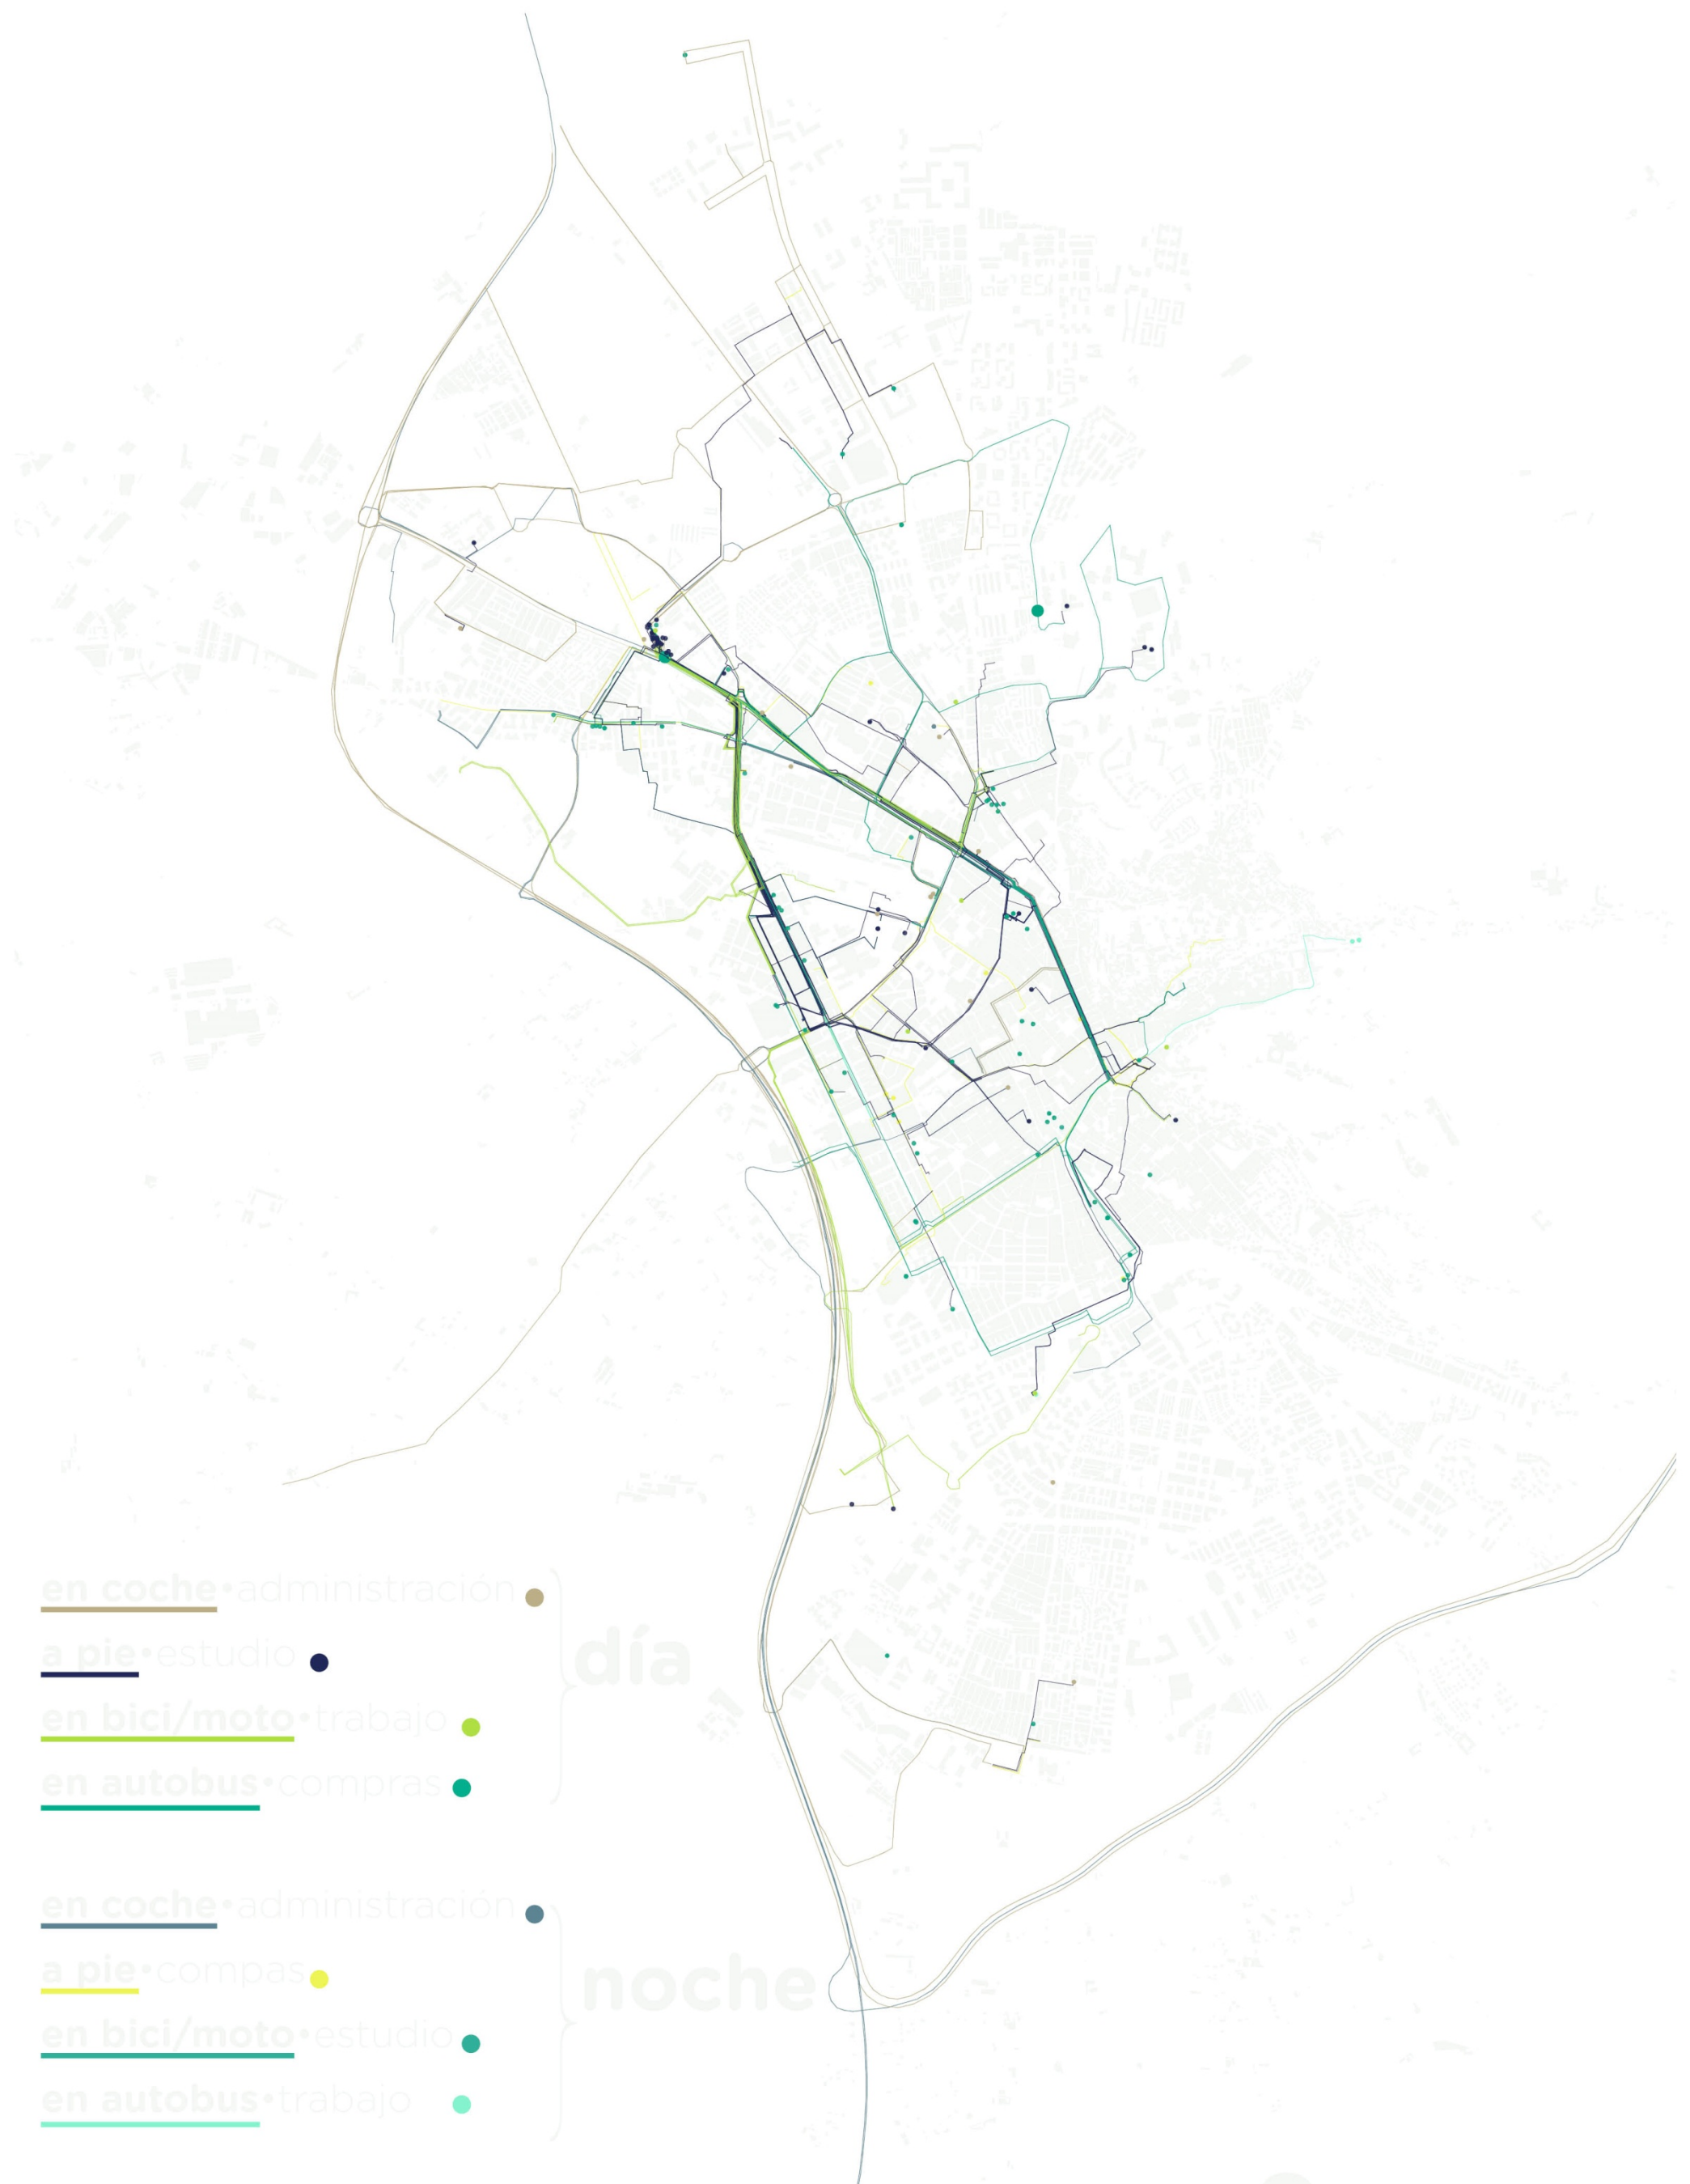 en coche•administración
a pie•estudio
día
en bici/moto•trabajo
en autobus•compras
en coche•administración
a pie•compas
noche
en bici/moto•estudio
en autobus•trabajo